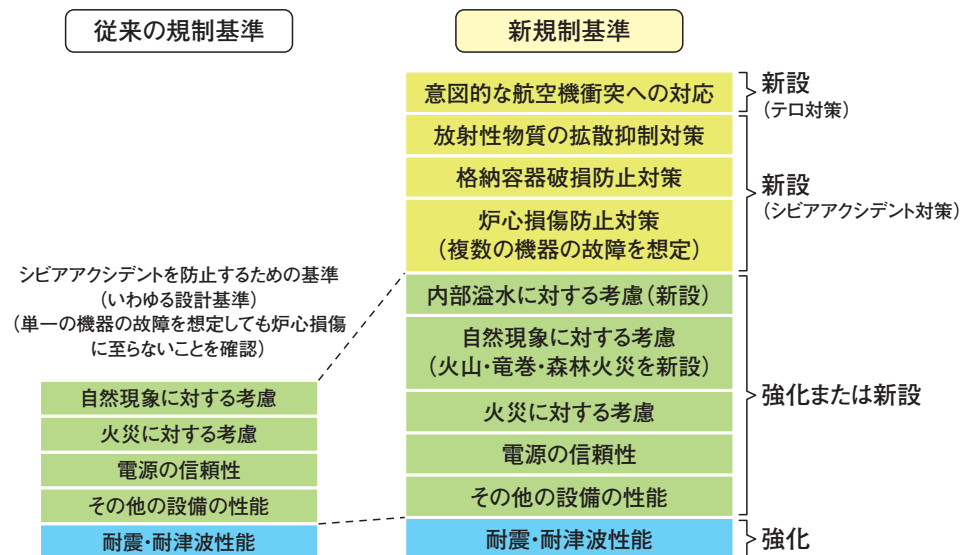 従来の規制基準
新規制基準
意図的な航空機衝突への対応
放射性物質の拡散抑制対策
格納容器破損防止対策
炉心損傷防止対策
(複数の機器の故障を想定)
内部溢水に対する考慮(新設)
自然現象に対する考慮
(火山・竜巻・森林火災を新設)
火災に対する考慮
電源の信頼性
その他の設備の性能
耐震・耐津波性能
新設
(テロ対策)
新設
(シビアアクシデント対策)
強化または新設
強化
シビアアクシデントを防止するための基準
(いわゆる設計基準)
(単一の機器の故障を想定しても炉心損傷
に至らないことを確認)
自然現象に対する考慮
火災に対する考慮
電源の信頼性
その他の設備の性能
耐震・耐津波性能